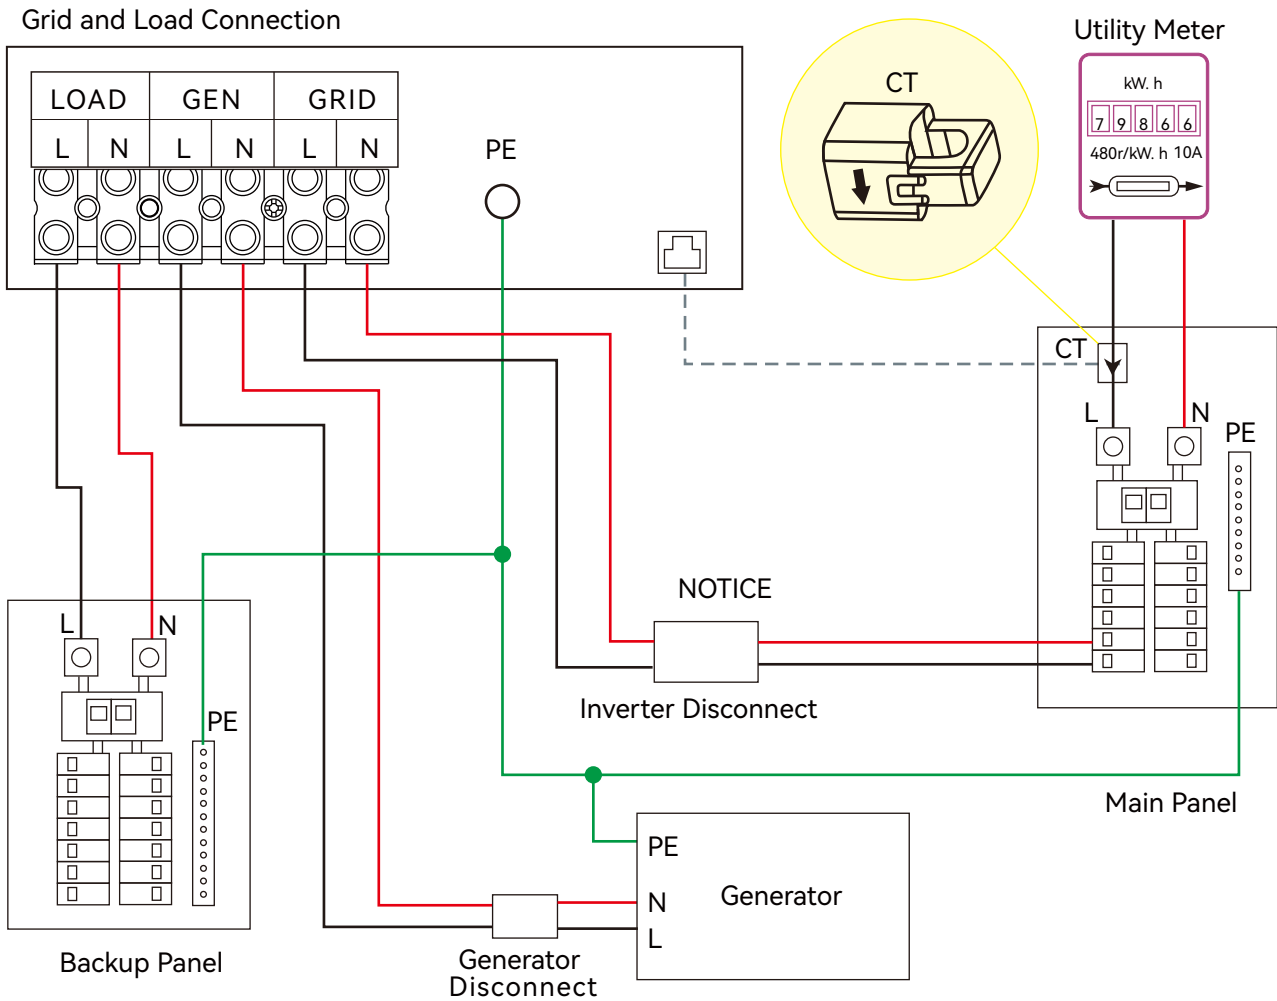 Grid and Load Connection
Utility Meter
LOAD GEN GRID
L N L N L N
PE
CT
kW. h
7 9 8 6 6
480r/kW. h 10A
CT
L N
PE
NOTICE
Inverter Disconnect
Main Panel
L N
PE
Backup Panel
PE
N
L
Generator
Generator
Disconnect